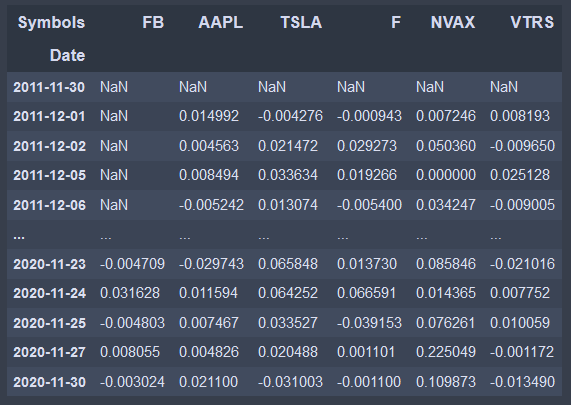 Symbols FB AAPL TSLA F NVAX VTRS
Date
2011-11-30 NaN NaN NaN NaN NaN NaN
2011-12-01 NaN 0.014992 -0.004276 -0.000943 0.007246 0.008193
2011-12-02 NaN 0.004563 0.021472 0.029273 0.050360 -0.009650
2011-12-05 NaN 0.008494 0.033634 0.019266 0.000000 0.025128
2011-12-06 NaN -0.005242 0.013074 -0.005400 0.034247 -0.009005
... ... ... ... ... ... ...
2020-11-23 -0.004709 -0.029743 0.065848 0.013730 0.085846 -0.021016
2020-11-24 0.031628 0.011594 0.064252 0.066591 0.014365 0.007752
2020-11-25 -0.004803 0.007467 0.033527 -0.039153 0.076261 0.010059
2020-11-27 0.008055 0.004826 0.020488 0.001101 0.225049 -0.001172
2020-11-30 -0.003024 0.021100 -0.031003 -0.001100 0.109873 -0.013490